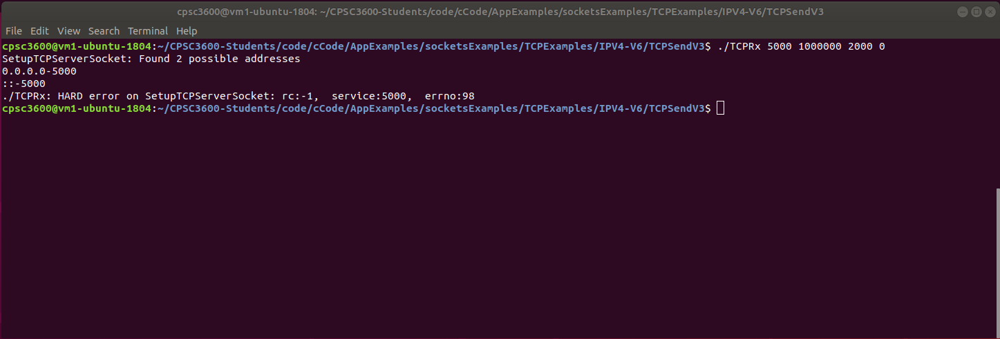 cpsc3600@vm1-ubuntu-1804: ~/CPSC3600-Students/code/cCode/AppExamples/socketsExamples/TCPExamples/IPV4-V6/TCPSendV3
File Edit View Search Terminal Help
cpsc3600@vm1-ubuntu-1804:~/CPSC3600-Students/code/cCode/AppExamples/socketsExamples/TCPExamples/IPV4-V6/TCPSendV3$ ./TCPRx 5000 1000000 2000 0
SetupTCPServerSocket: Found 2 possible addresses
0.0.0.0-5000
::-5000
./TCPRx: HARD error on SetupTCPServerSocket: rc:-1,  service:5000,  errno:98
cpsc3600@vm1-ubuntu-1804:~/CPSC3600-Students/code/cCode/AppExamples/socketsExamples/TCPExamples/IPV4-V6/TCPSendV3$